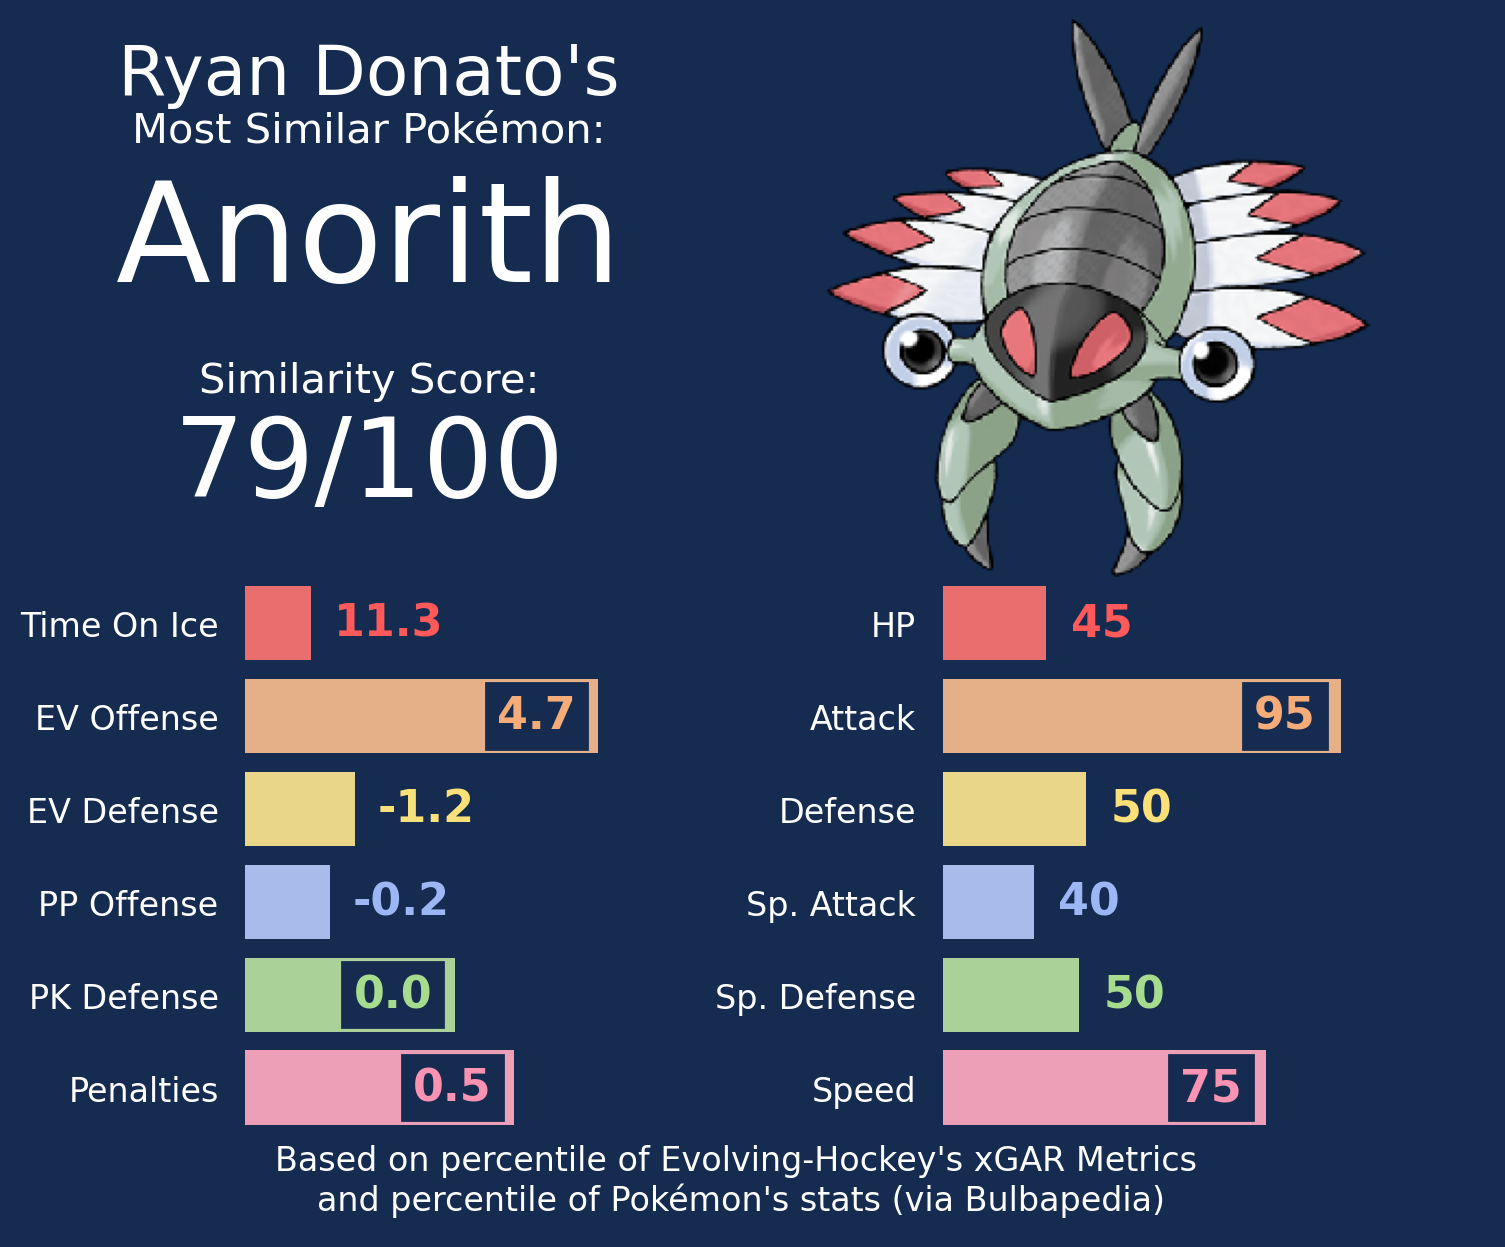 Ryan Donato's
Most Similar Pokémon:
Anorith
Similarity Score:
79/100
Time On Ice 11.3
EV Offense 4.7
EV Defense -1.2
PP Offense -0.2
PK Defense 0.0
Penalties 0.5
HP 45
Attack 95
Defense 50
Sp. Attack 40
Sp. Defense 50
Speed 75
Based on percentile of Evolving-Hockey's xGAR Metrics
and percentile of Pokémon's stats (via Bulbapedia)